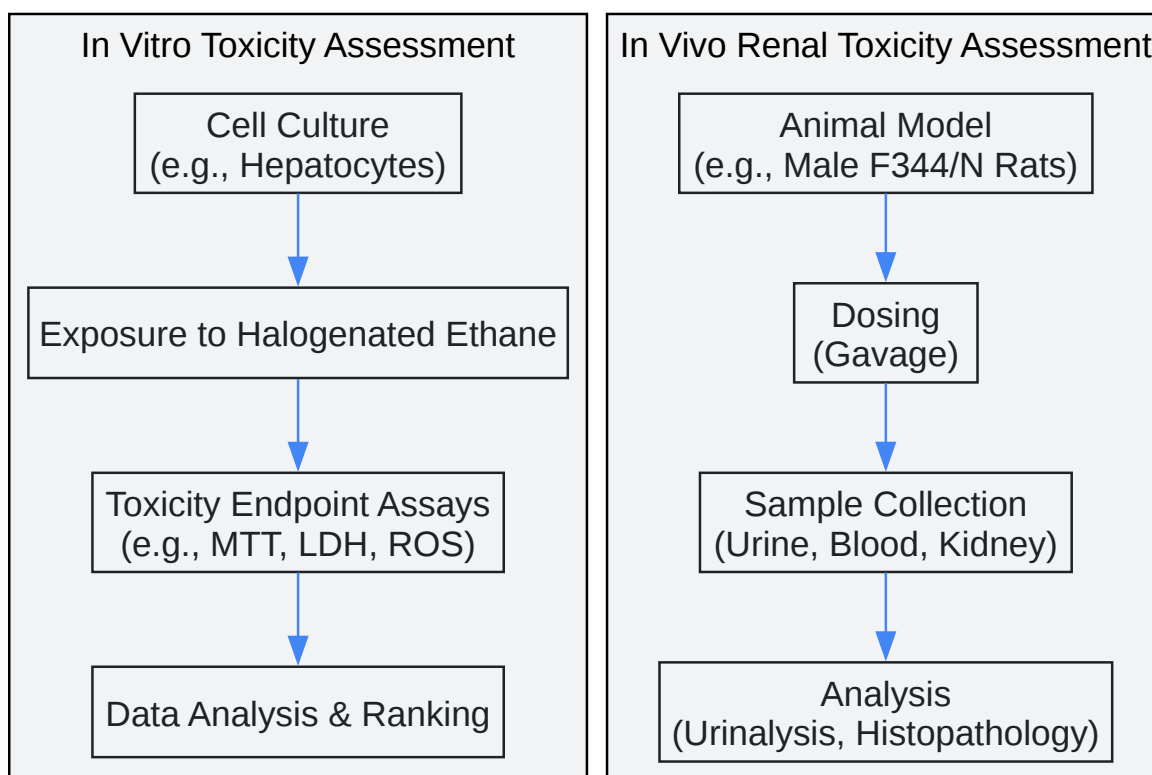 In Vitro Toxicity Assessment
Cell Culture
(e.g., Hepatocytes)
Exposure to Halogenated Ethane
Toxicity Endpoint Assays
(e.g., MTT, LDH, ROS)
Data Analysis & Ranking
In Vivo Renal Toxicity Assessment
Animal Model
(e.g., Male F344/N Rats)
Dosing
(Gavage)
Sample Collection
(Urine, Blood, Kidney)
Analysis
(Urinalysis, Histopathology)